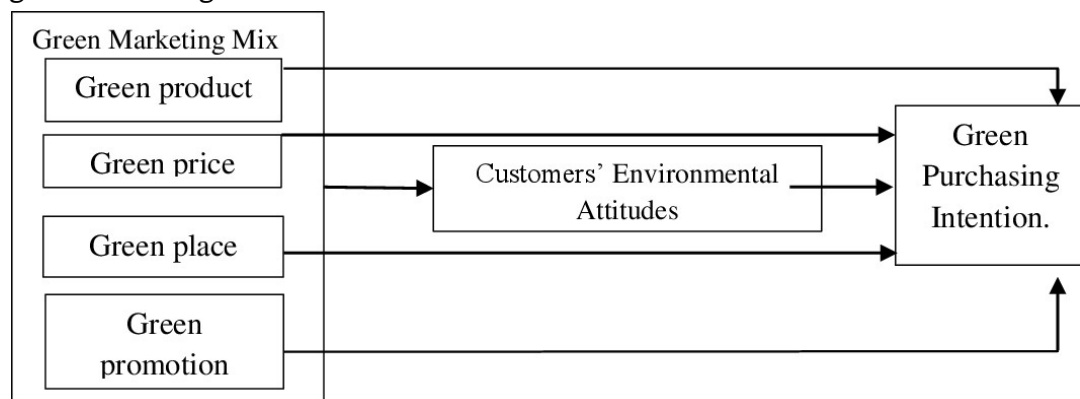 Green Marketing Mix
Green product
Green price
Green place
Green
promotion
Customers’ Environmental
Attitudes
Green
Purchasing
Intention.